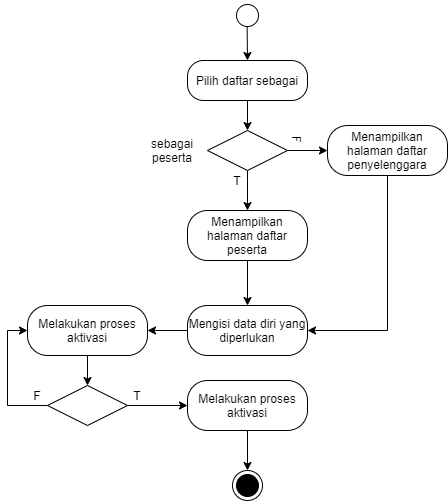 Pilih daftar sebagai
sebagai
peserta
F
Menampilkan
halaman daftar
penyelenggara
T
Menampilkan
halaman daftar
peserta
Melakukan proses
aktivasi
Mengisi data diri yang
diperlukan
F
T
Melakukan proses
aktivasi